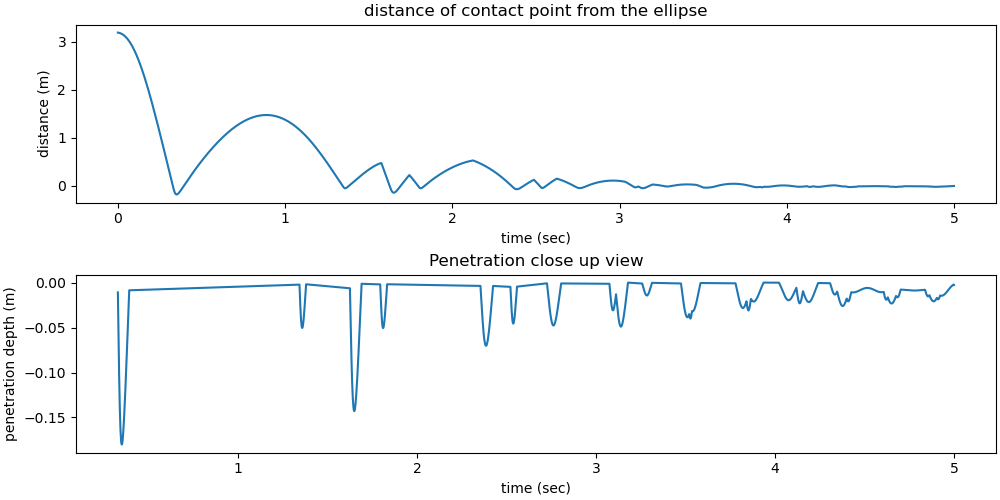 distance of contact point from the ellipse
distance (m)
3
2
1
0
0 1 2 3 4 5
time (sec)
Penetration close up view
penetration depth (m)
0.00
−0.05
−0.10
−0.15
1 2 3 4 5
time (sec)